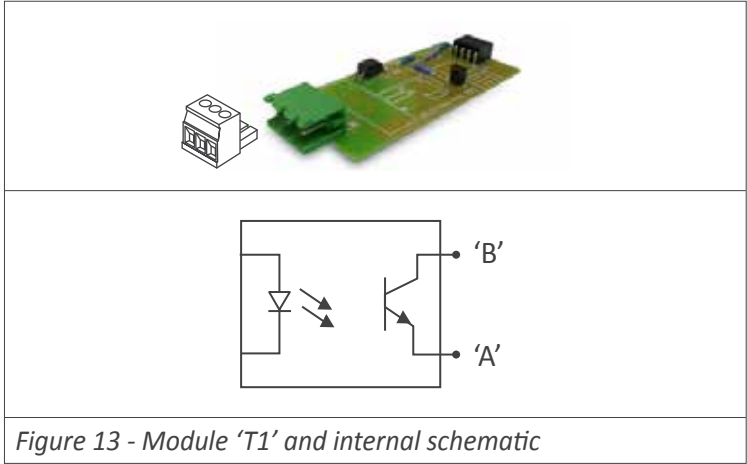 ‘B’
‘A’
Figure 13 - Module ‘T1’ and internal schematic